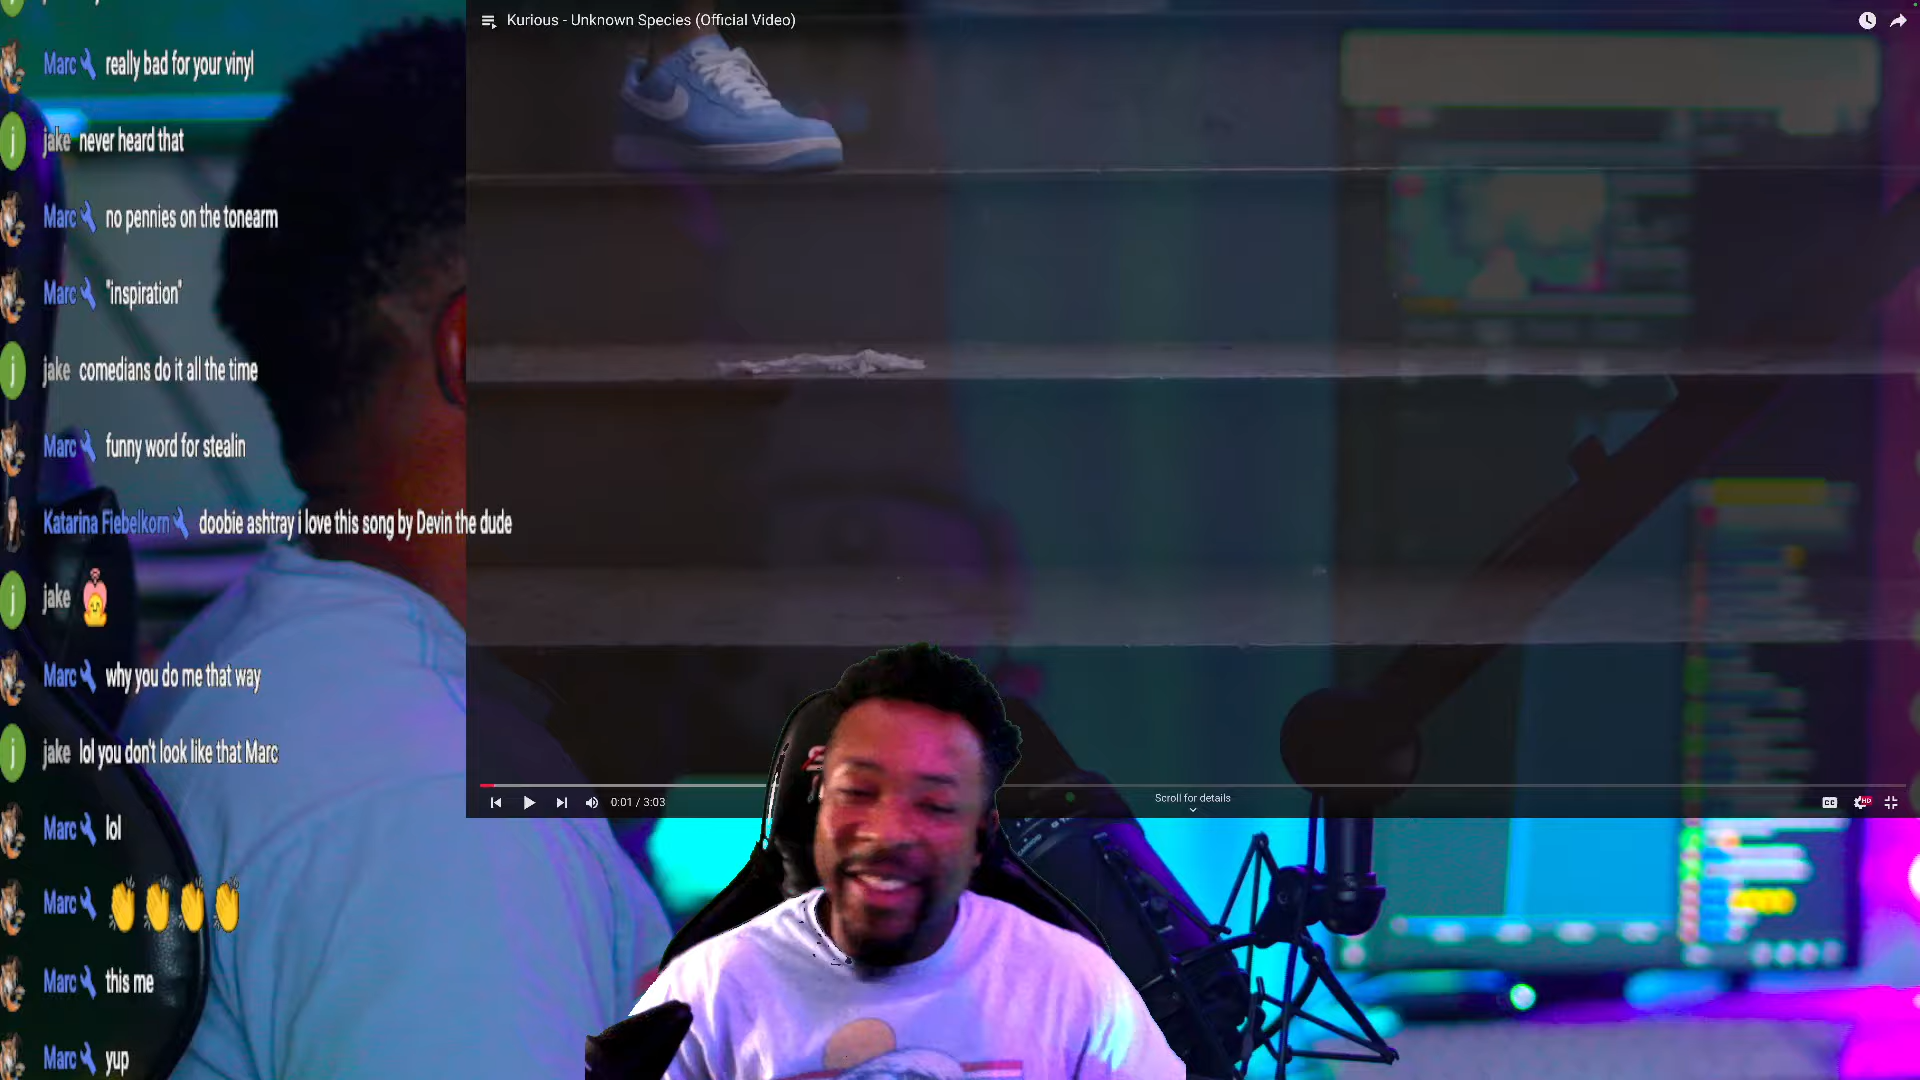 Kurious - Unknown Species (Official Video)
Marc really bad for your vinyl
j jake never heard that
Marc no pennies on the tonearm
Marc "inspiration"
j jake comedians do it all the time
Marc funny word for stealin
Katarina Fiebelkorn doobie ashtray i love this song by Devin the dude
j jake
Marc why you do me that way
j jake lol you don't look like that Marc
Marc lol
Marc
Marc this me
Marc yup
0:01 / 3:03
Scroll for details
CC
HD